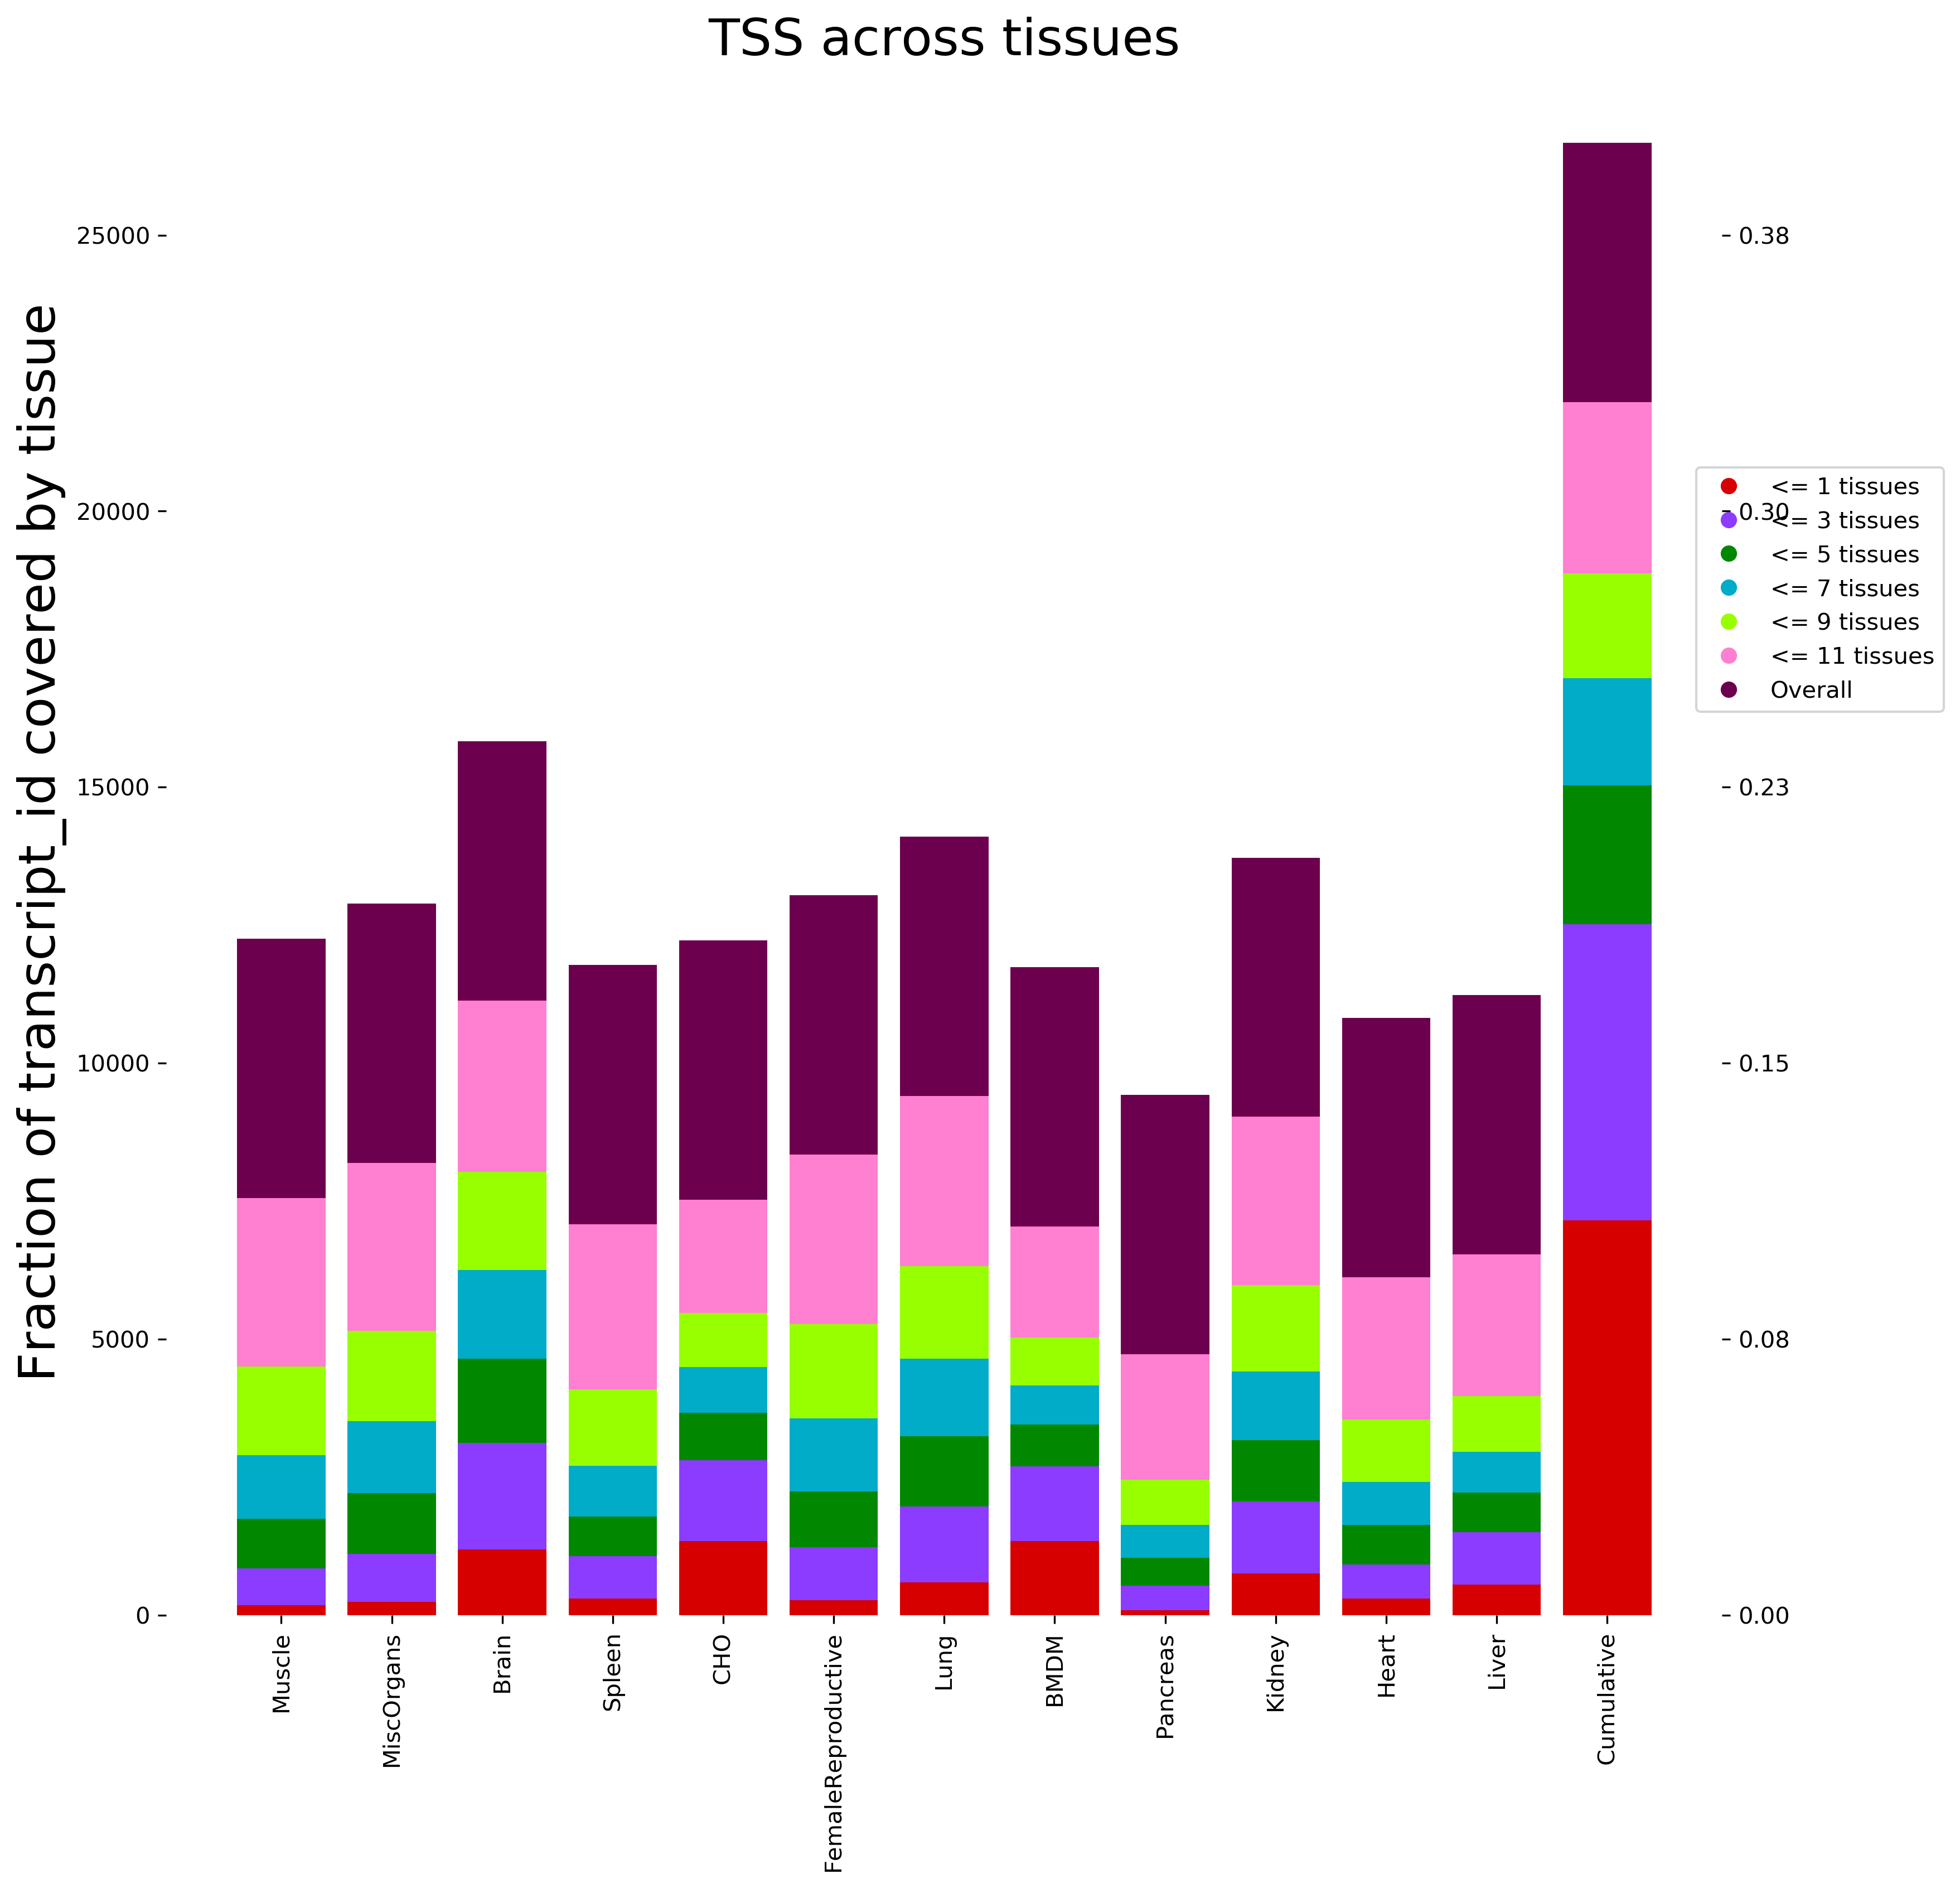 TSS across tissues
Fraction of transcript_id covered by tissue
25000
20000
15000
10000
5000
0
0.38
0.30
0.23
0.15
0.08
0.00
<= 1 tissues
<= 3 tissues
<= 5 tissues
<= 7 tissues
<= 9 tissues
<= 11 tissues
Overall
Muscle
MiscOrgans
Brain
Spleen
CHO
FemaleReproductive
Lung
BMDM
Pancreas
Kidney
Heart
Liver
Cumulative